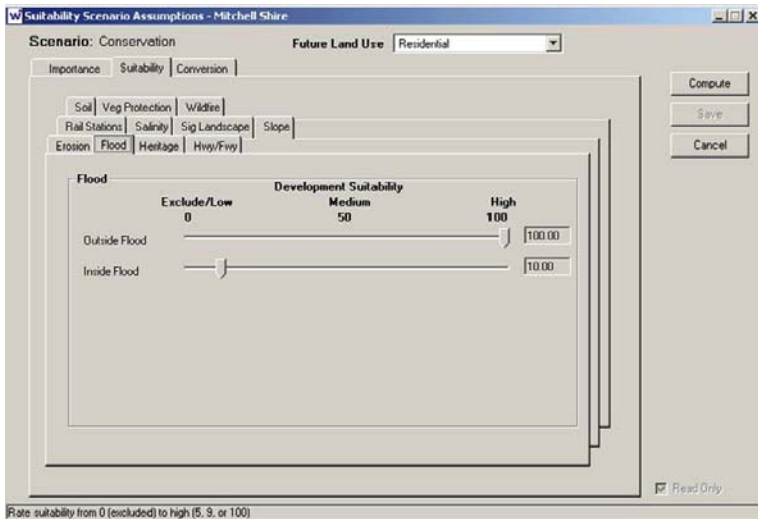 Suitability Scenario Assumptions - Mitchell Shire
Scenario: Conservation Future Land Use Residential
Importance Suitability Conversion
Compute
Save
Cancel
Soil Veg Protection Wildfire
Rail Stations Salinity Sig Landscape Slope
Erosion Flood Heritage Hwy/Fwy
Flood
Development Suitability
Exclude/Low Medium High
0 50 100
Outside Flood 100.00
Inside Flood 10.00
Read Only
Rate suitability from 0 (excluded) to high (5, 9, or 100)